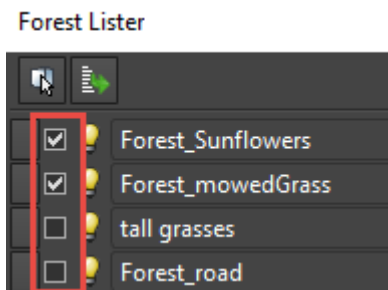 Forest Lister
Forest_Sunflowers
Forest_mowedGrass
tall grasses
Forest_road